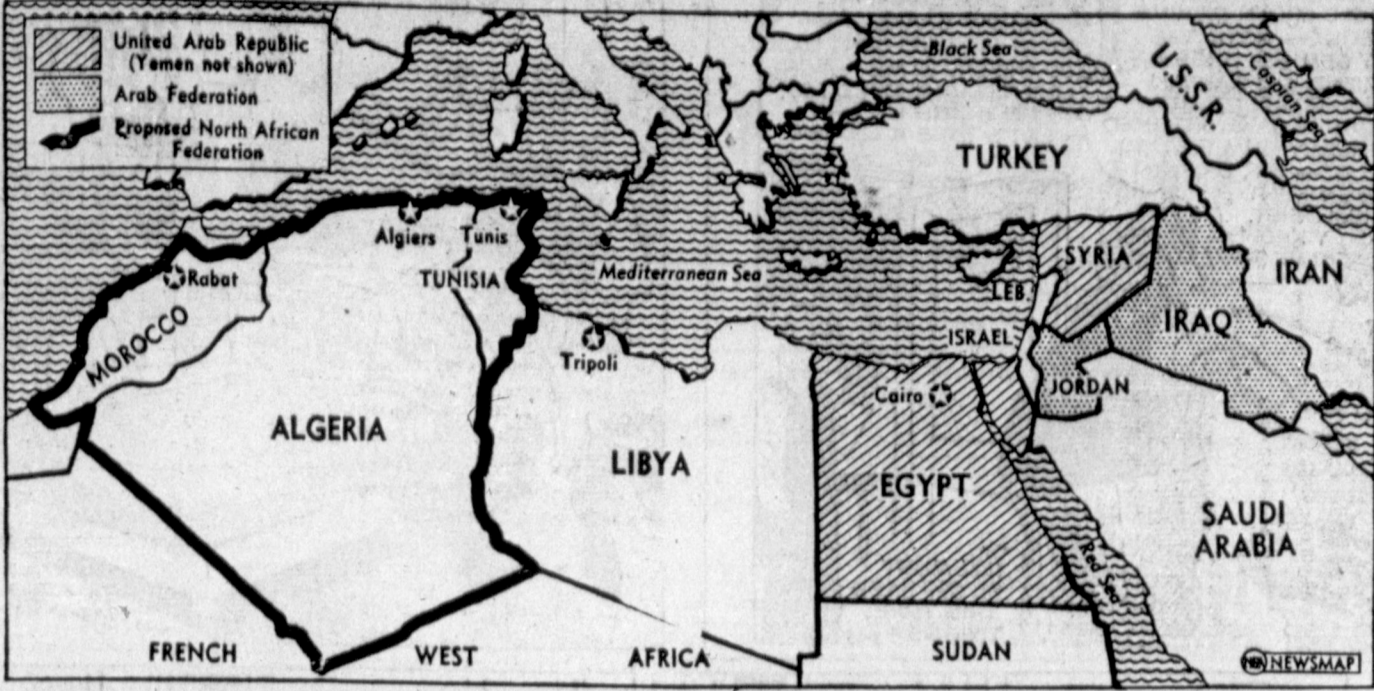 United Arab Republic
(Yemen not shown)
Arab Federation
Proposed North African
Federation
Black Sea
U.S.S.R.
Caspian Sea
TURKEY
Algiers
Tunis
TUNISIA
Rabat
MOROCCO
Mediterranean Sea
SYRIA
LEB.
IRAN
IRAQ
ISRAEL
Tripoli
JORDAN
Cairo
ALGERIA
LIBYA
EGYPT
SAUDI
ARABIA
Red Sea
FRENCH WEST AFRICA
SUDAN
NEA NEWSMAP